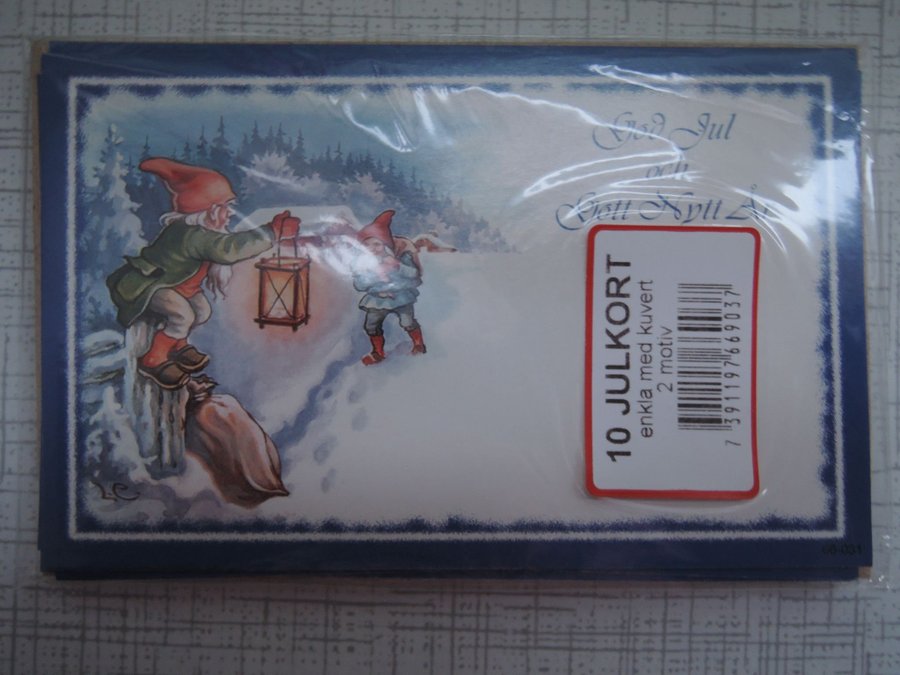 God Jul
och
Gott Nytt År
10 JULKORT
enkla med kuvert
2 motiv
7 391197 669037
L.C